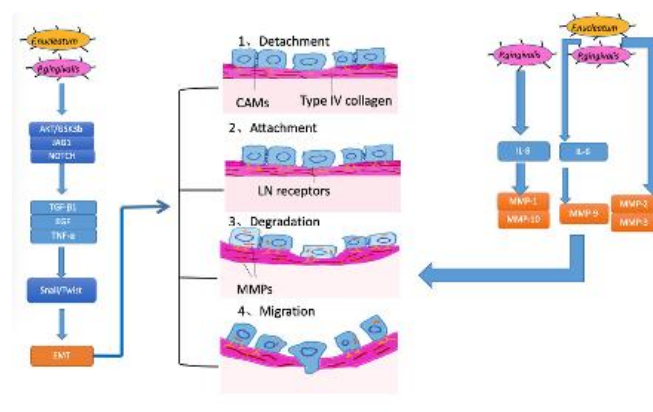 F.nucleatum
P.gingivalis
AKT/GSK3b
JAG1
NOTCH
TGF-β1
EGF
TNF-α
Snail/Twist
EMT
1、Detachment
CAMs
Type IV collagen
2、Attachment
LN receptors
3、Degradation
MMPs
4、Migration
P.gingivalis
F.nucleatum
P.gingivalis
IL-8
IL-6
MMP-1
MMP-10
MMP-9
MMP-2
MMP-3